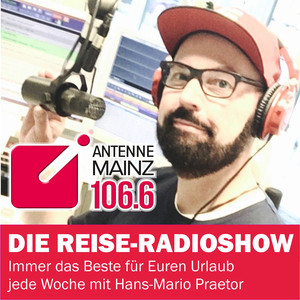 ANTENNE
MAINZ
106.6
DIE REISE-RADIOSHOW
Immer das Beste für Euren Urlaub
jede Woche mit Hans-Mario Praetor